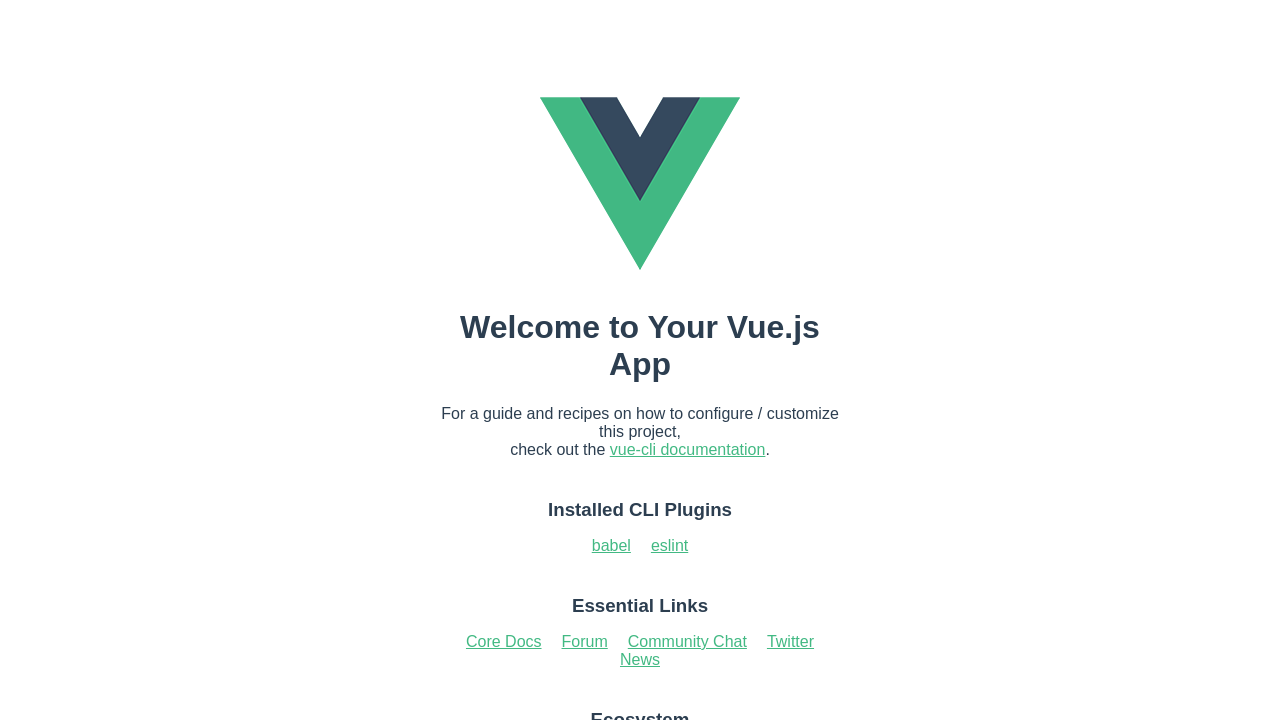 Welcome to Your Vue.js
App
For a guide and recipes on how to configure / customize
this project,
check out the vue-cli documentation.
Installed CLI Plugins
babel eslint
Essential Links
Core Docs Forum Community Chat Twitter
News
Ecosystem